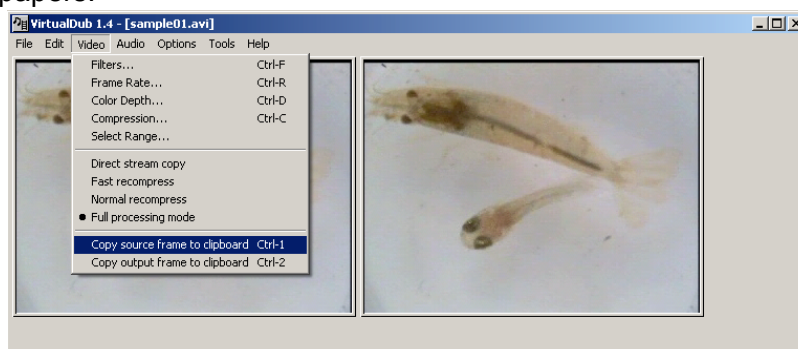 papers.
VirtualDub 1.4 - [sample01.avi]
File Edit Video Audio Options Tools Help
Filters... Ctrl-F
Frame Rate... Ctrl-R
Color Depth... Ctrl-D
Compression... Ctrl-C
Select Range...
Direct stream copy
Fast recompress
Normal recompress
Full processing mode
Copy source frame to clipboard Ctrl-1
Copy output frame to clipboard Ctrl-2